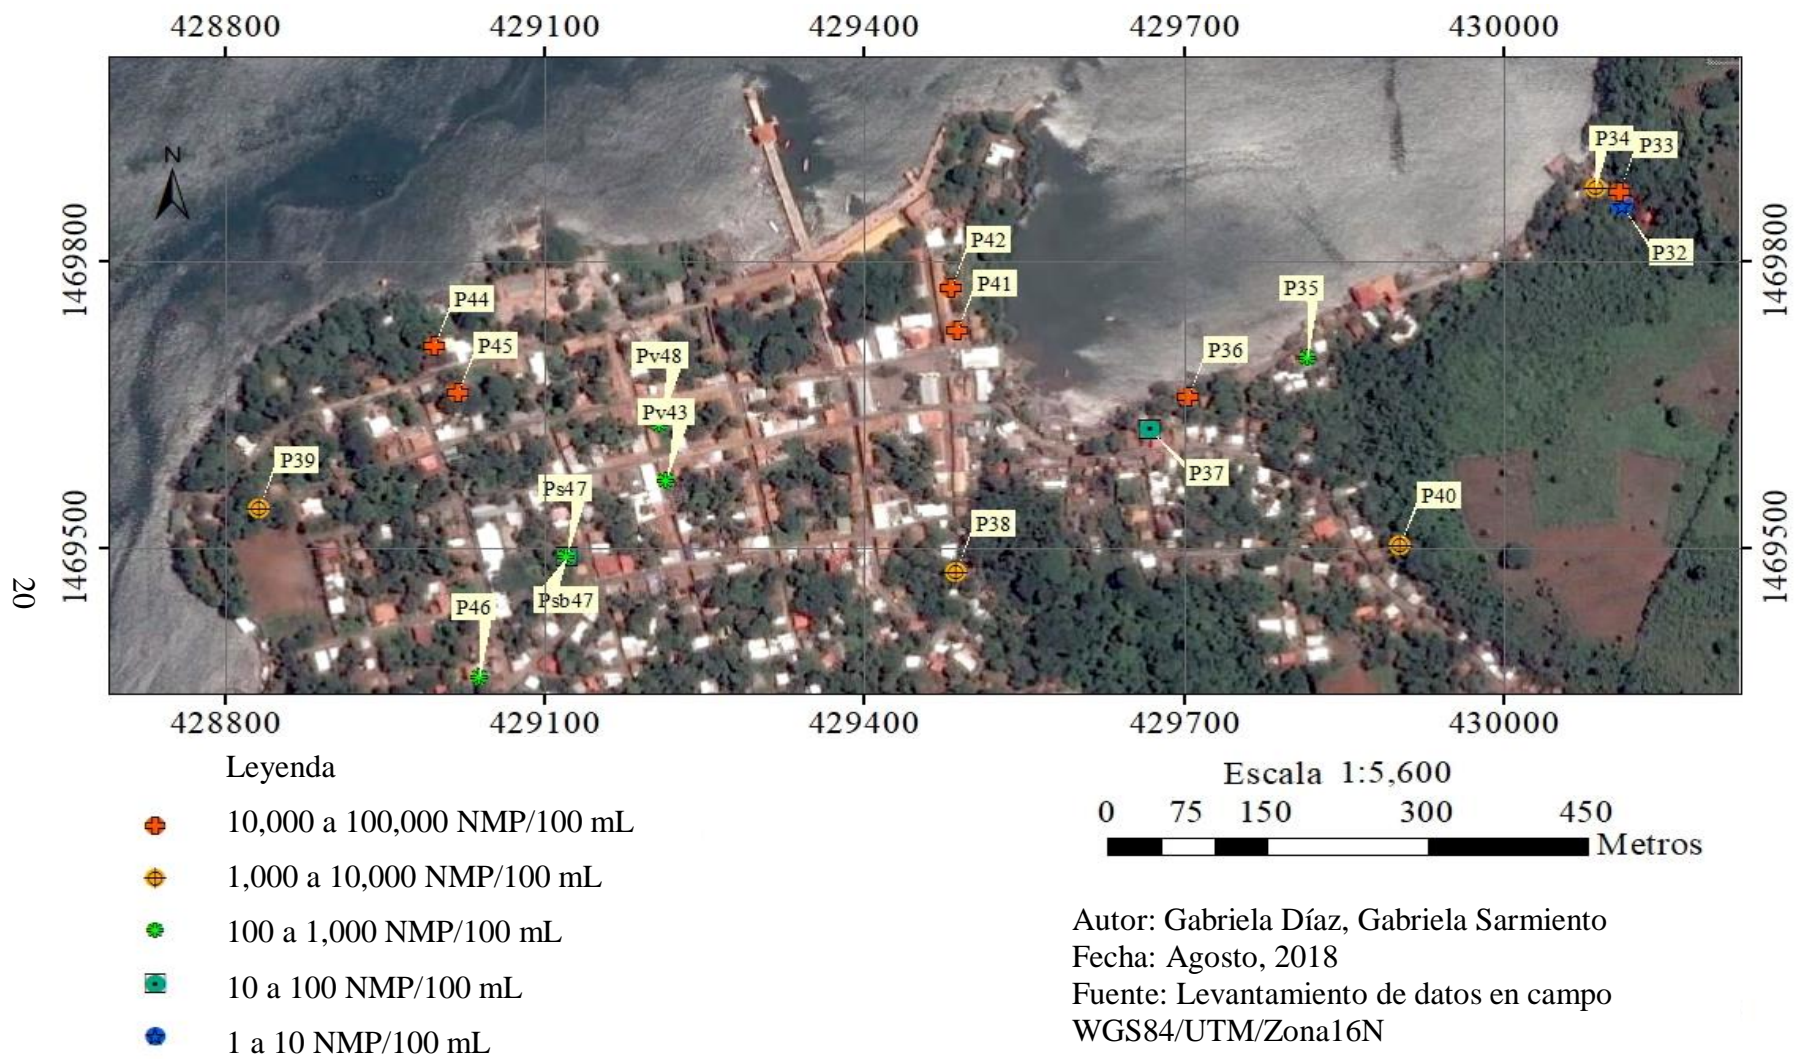 428800 429100 429400 429700 430000
N
P34
P33
P32
1469800
1469800
P42
P41
P35
P44
P45
Pv48
P36
Pv43
P39
P37
Ps47
P40
1469500
1469500
P38
20
Psb47
P46
428800 429100 429400 429700 430000
Leyenda
10,000 a 100,000 NMP/100 mL
1,000 a 10,000 NMP/100 mL
100 a 1,000 NMP/100 mL
10 a 100 NMP/100 mL
1 a 10 NMP/100 mL
Escala 1:5,600
0 75 150 300 450
Metros
Autor: Gabriela Díaz, Gabriela Sarmiento
Fecha: Agosto, 2018
Fuente: Levantamiento de datos en campo
WGS84/UTM/Zona16N